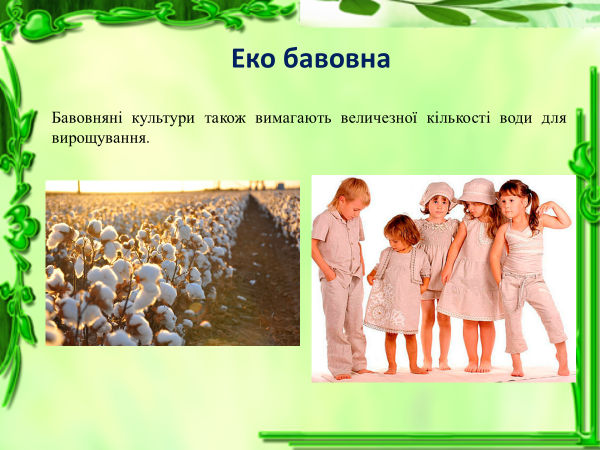 Еко бавовна
Бавовняні культури також вимагають величезної кількості води для
вирощування.